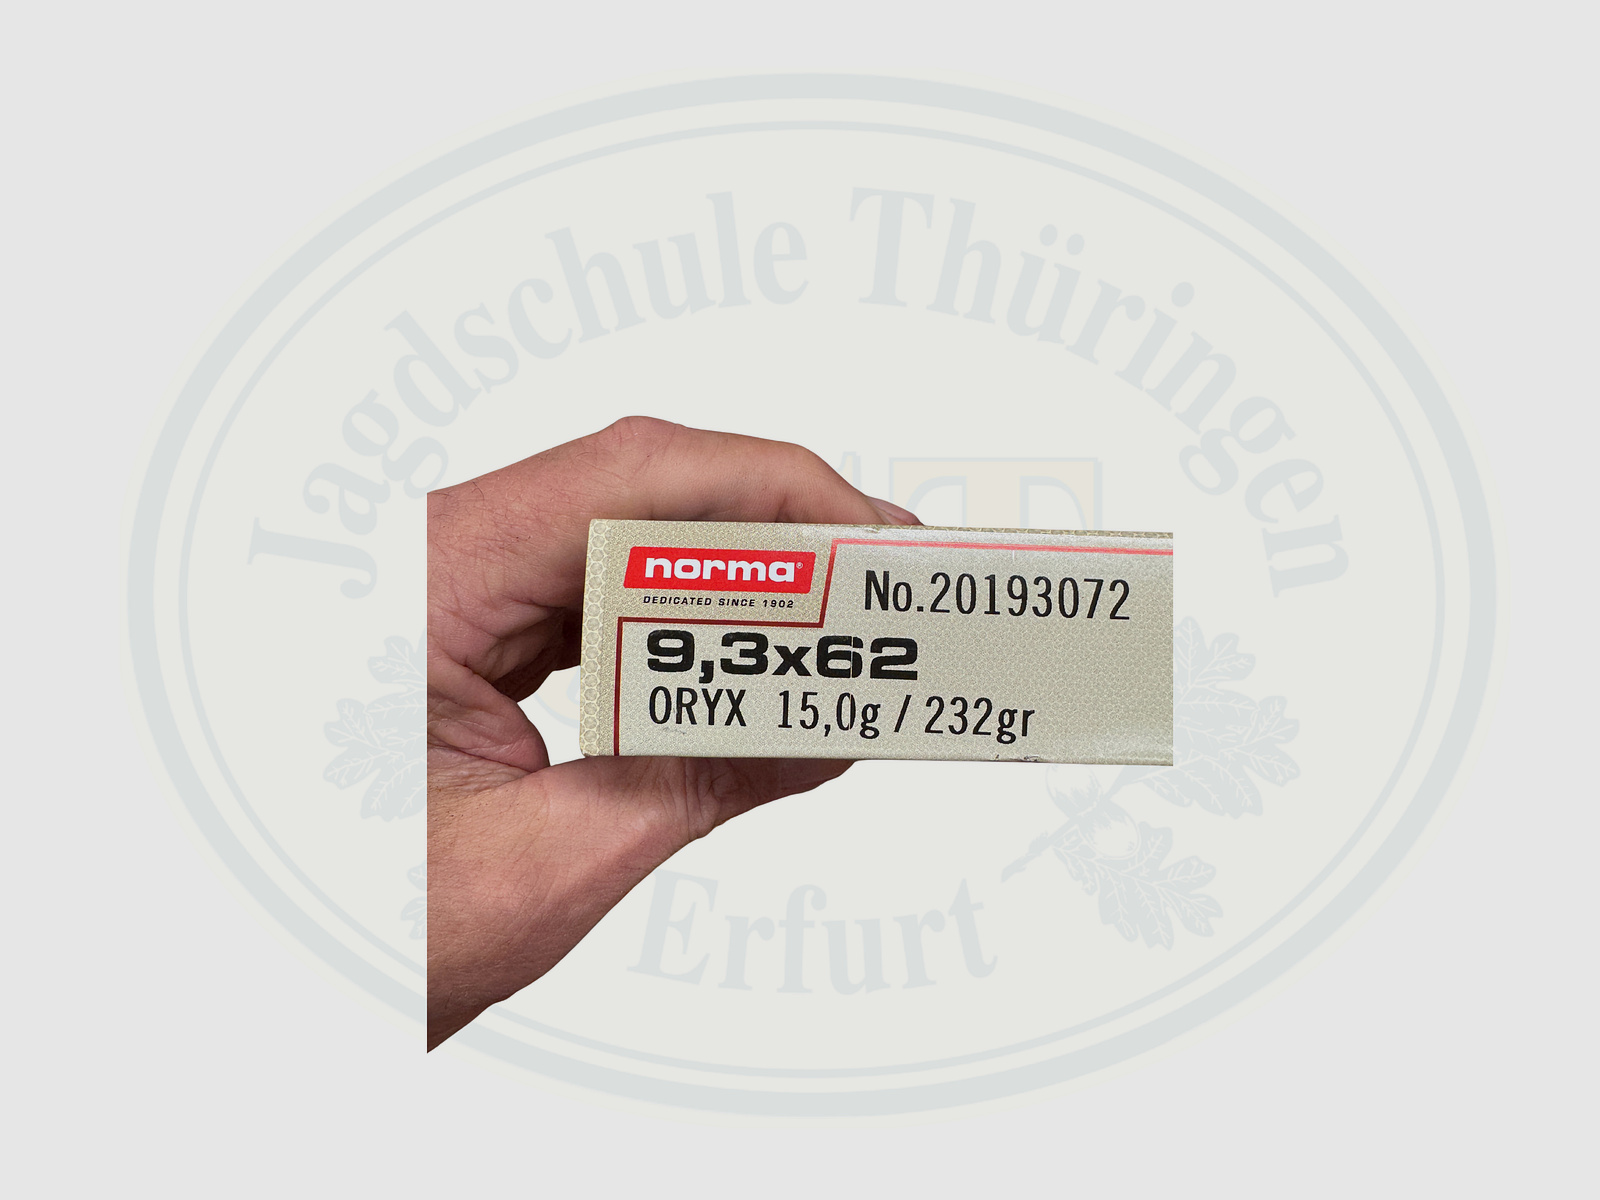 Jagdschule Thüringen
norma®
DEDICATED SINCE 1902
No.20193072
9,3x62
ORYX 15,0g / 232gr
Erfurt